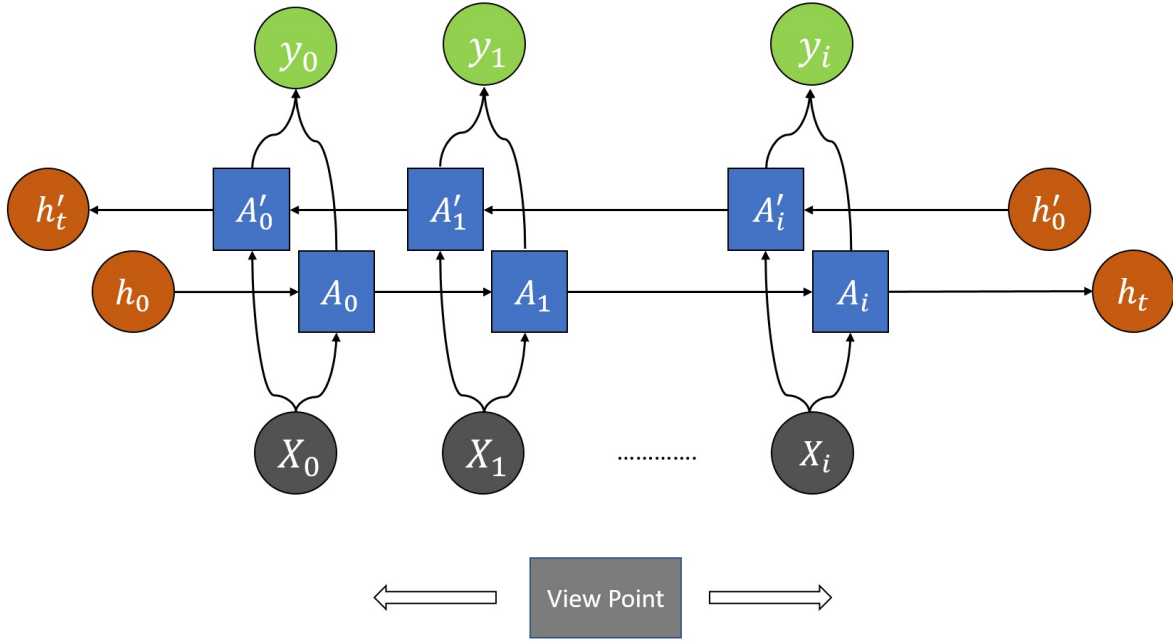 y₀ y₁ yᵢ
h′ₜ A′₀ A′₁ A′ᵢ h′₀
h₀ A₀ A₁ Aᵢ hₜ
X₀ X₁ ............. Xᵢ
View Point